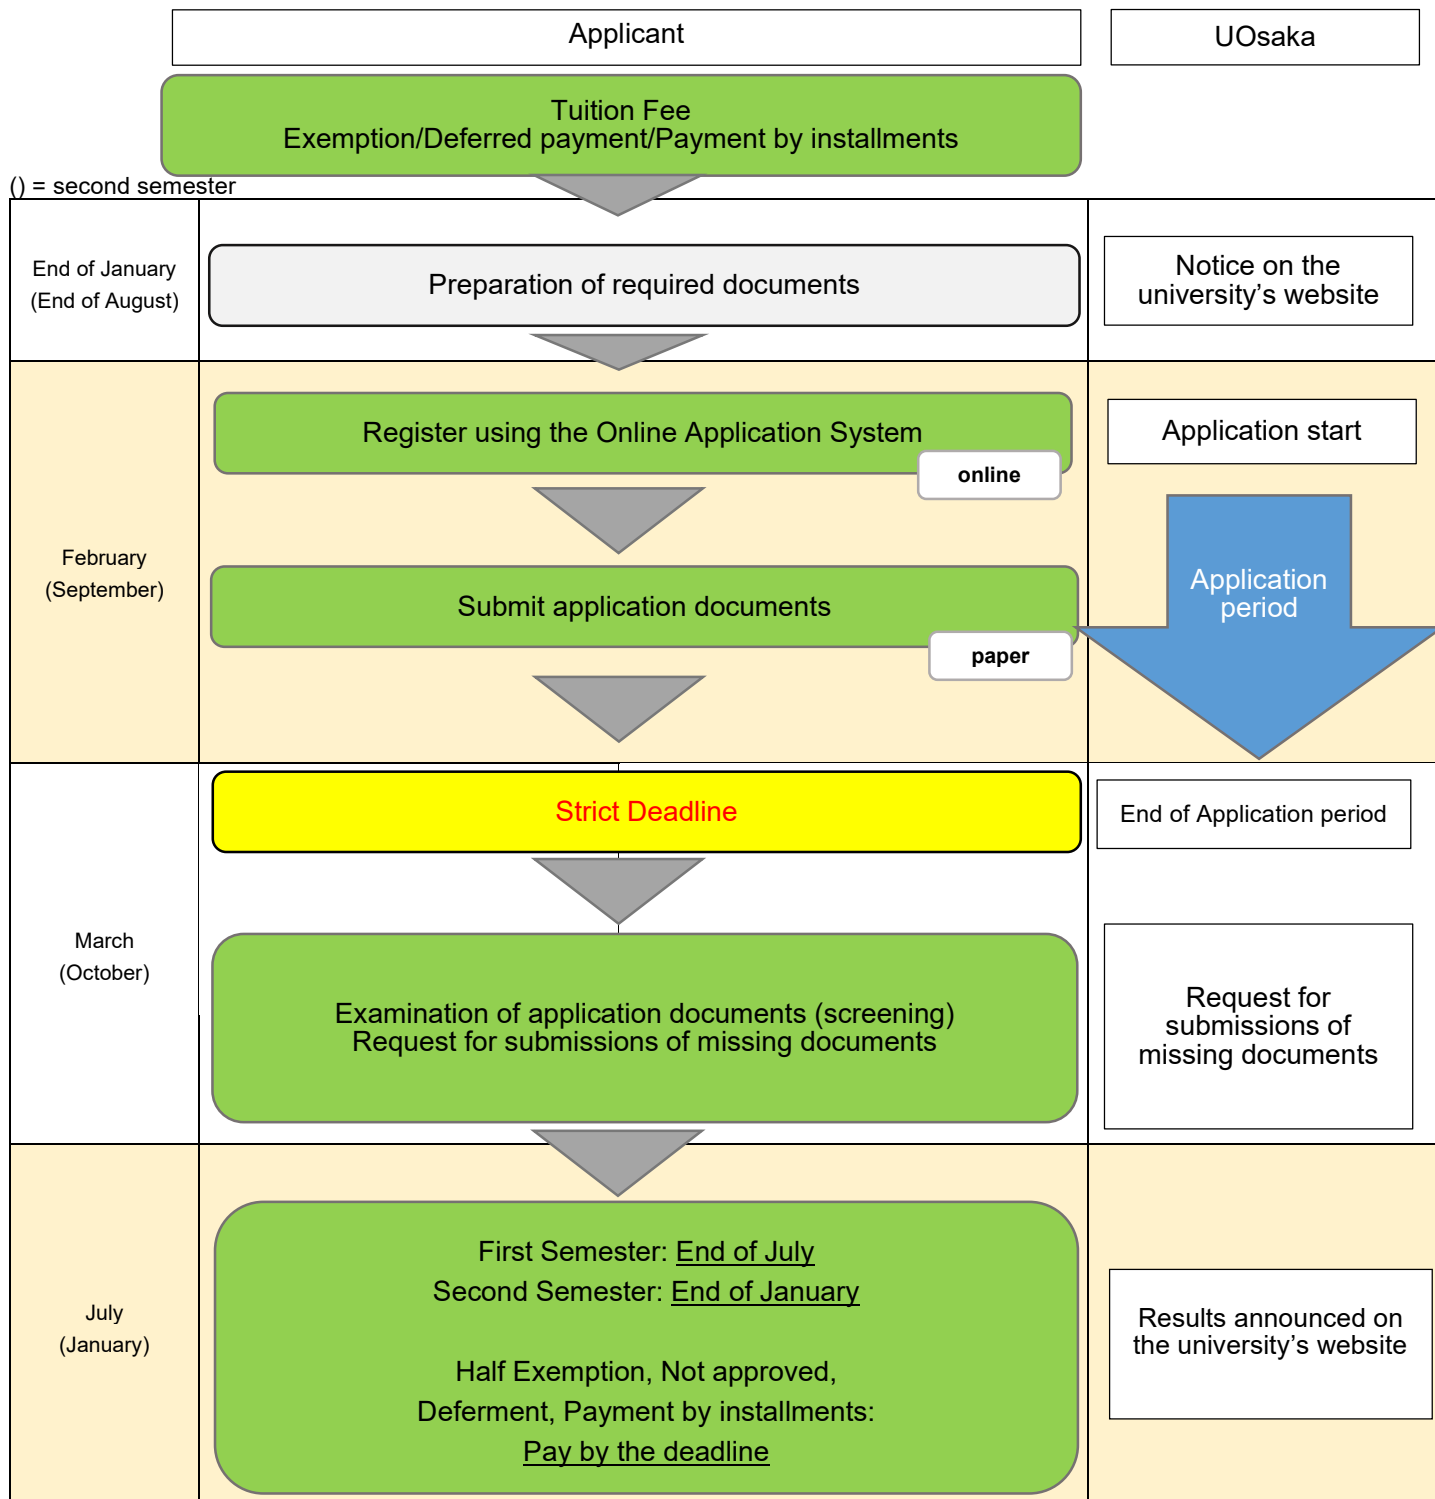 Applicant
UOsaka
Tuition Fee
Exemption/Deferred payment/Payment by installments
() = second semester
End of January
(End of August)
Preparation of required documents
Notice on the
university’s website
February
(September)
Register using the Online Application System
online
Application start
Submit application documents
paper
Application
period
March
(October)
Strict Deadline
End of Application period
Examination of application documents (screening)
Request for submissions of missing documents
Request for
submissions of
missing documents
July
(January)
First Semester: End of July
Second Semester: End of January
Half Exemption, Not approved,
Deferment, Payment by installments:
Pay by the deadline
Results announced on
the university’s website